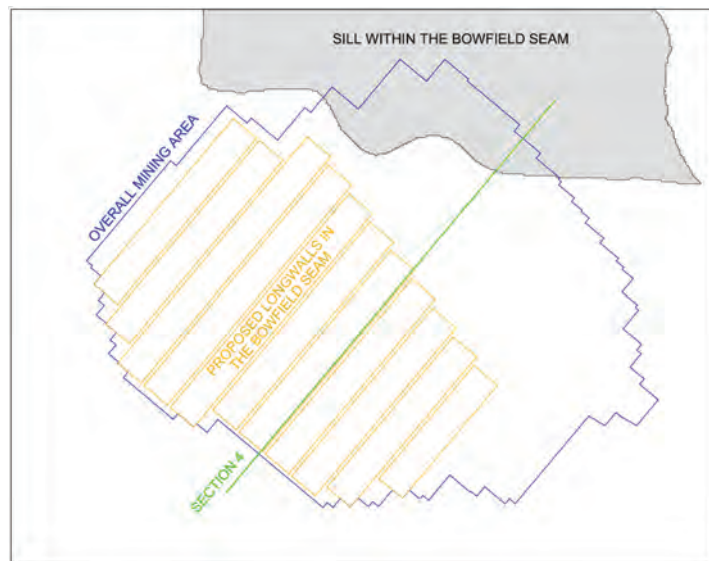 SILL WITHIN THE BOWFIELD SEAM
OVERALL MINING AREA
PROPOSED LONGWALLS IN
THE BOWFIELD SEAM
SECTION 4